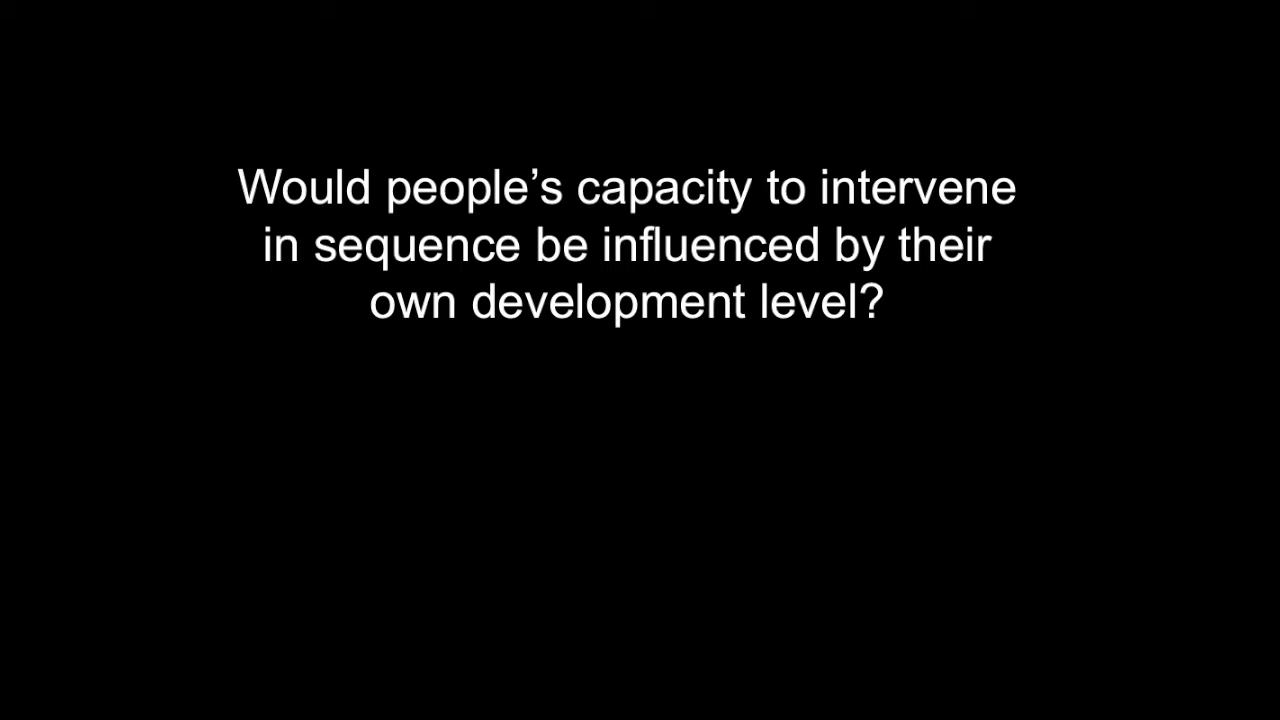 Would people’s capacity to intervene
in sequence be influenced by their
own development level?